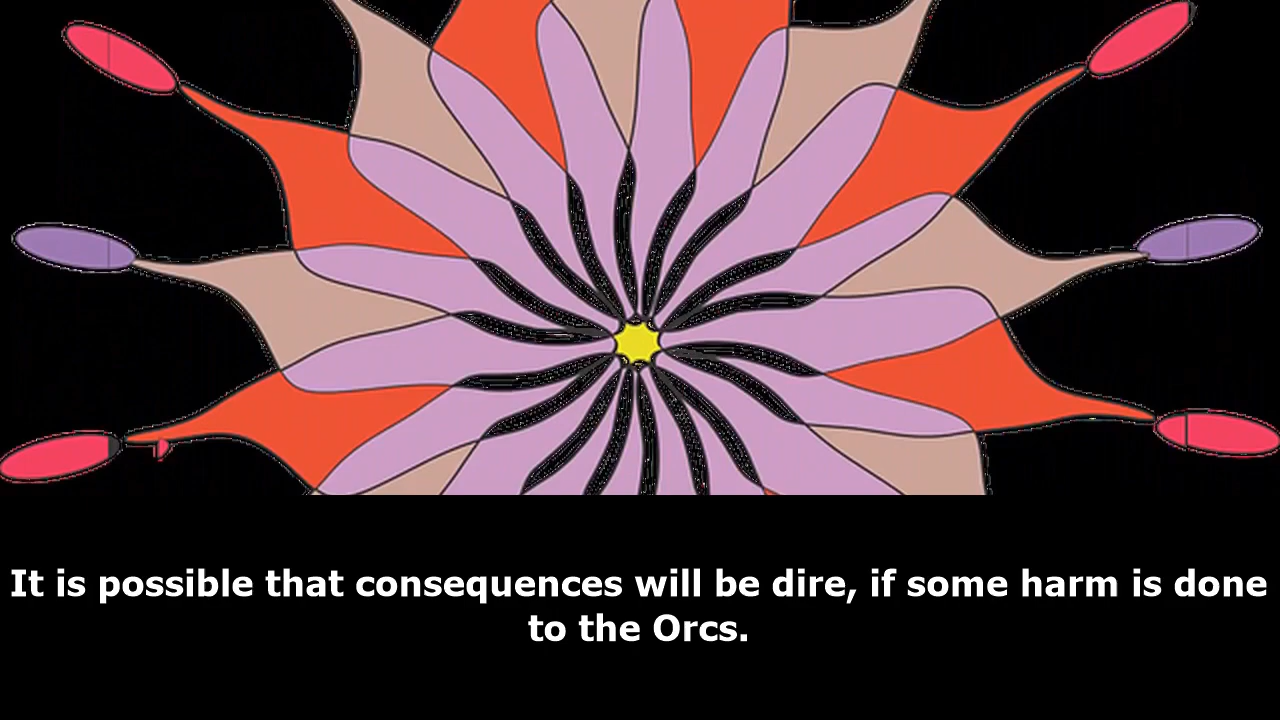 It is possible that consequences will be dire, if some harm is done
to the Orcs.